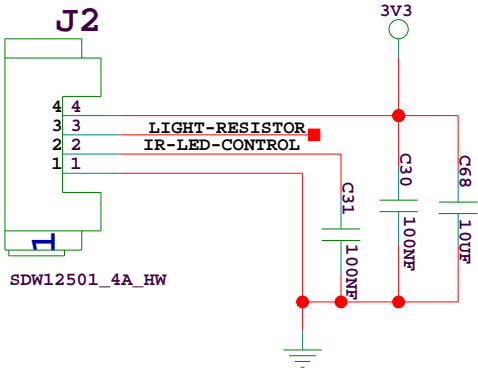 J2
3V3
4 4
3 3 LIGHT-RESISTOR
2 2 IR-LED-CONTROL
1 1
C31
100NF
C30
100NF
C68
10UF
1
SDW12501_4A_HW